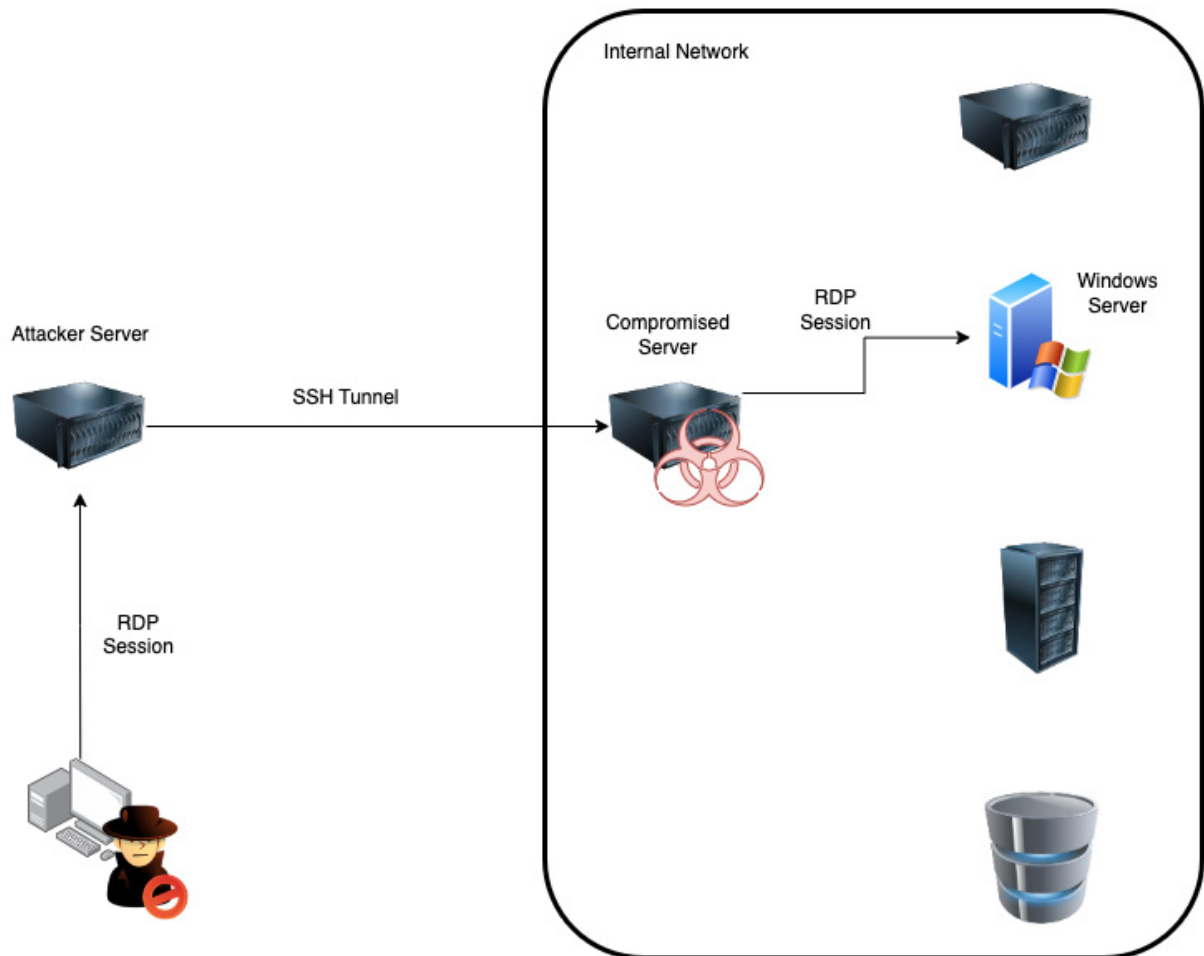 Internal Network
Windows
Server
RDP
Session
Compromised
Server
Attacker Server
SSH Tunnel
RDP
Session